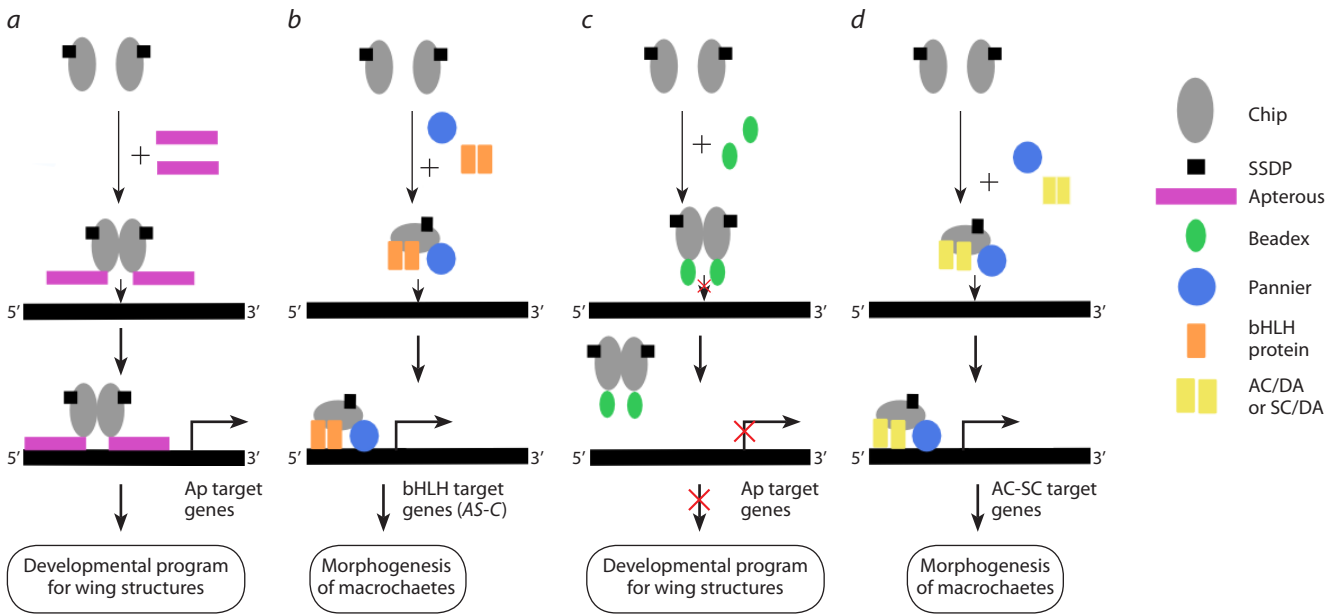 a
b
c
d
+
+
+
+
5′
3′
5′
3′
5′
3′
5′
3′
5′
3′
5′
3′
5′
3′
5′
3′
Ap target
genes
bHLH target
genes (AS-C)
Ap target
genes
AC-SC target
genes
Developmental program
for wing structures
Morphogenesis
of macrochaetes
Developmental program
for wing structures
Morphogenesis
of macrochaetes
Chip
SSDP
Apterous
Beadex
Pannier
bHLH
protein
AC/DA
or SC/DA